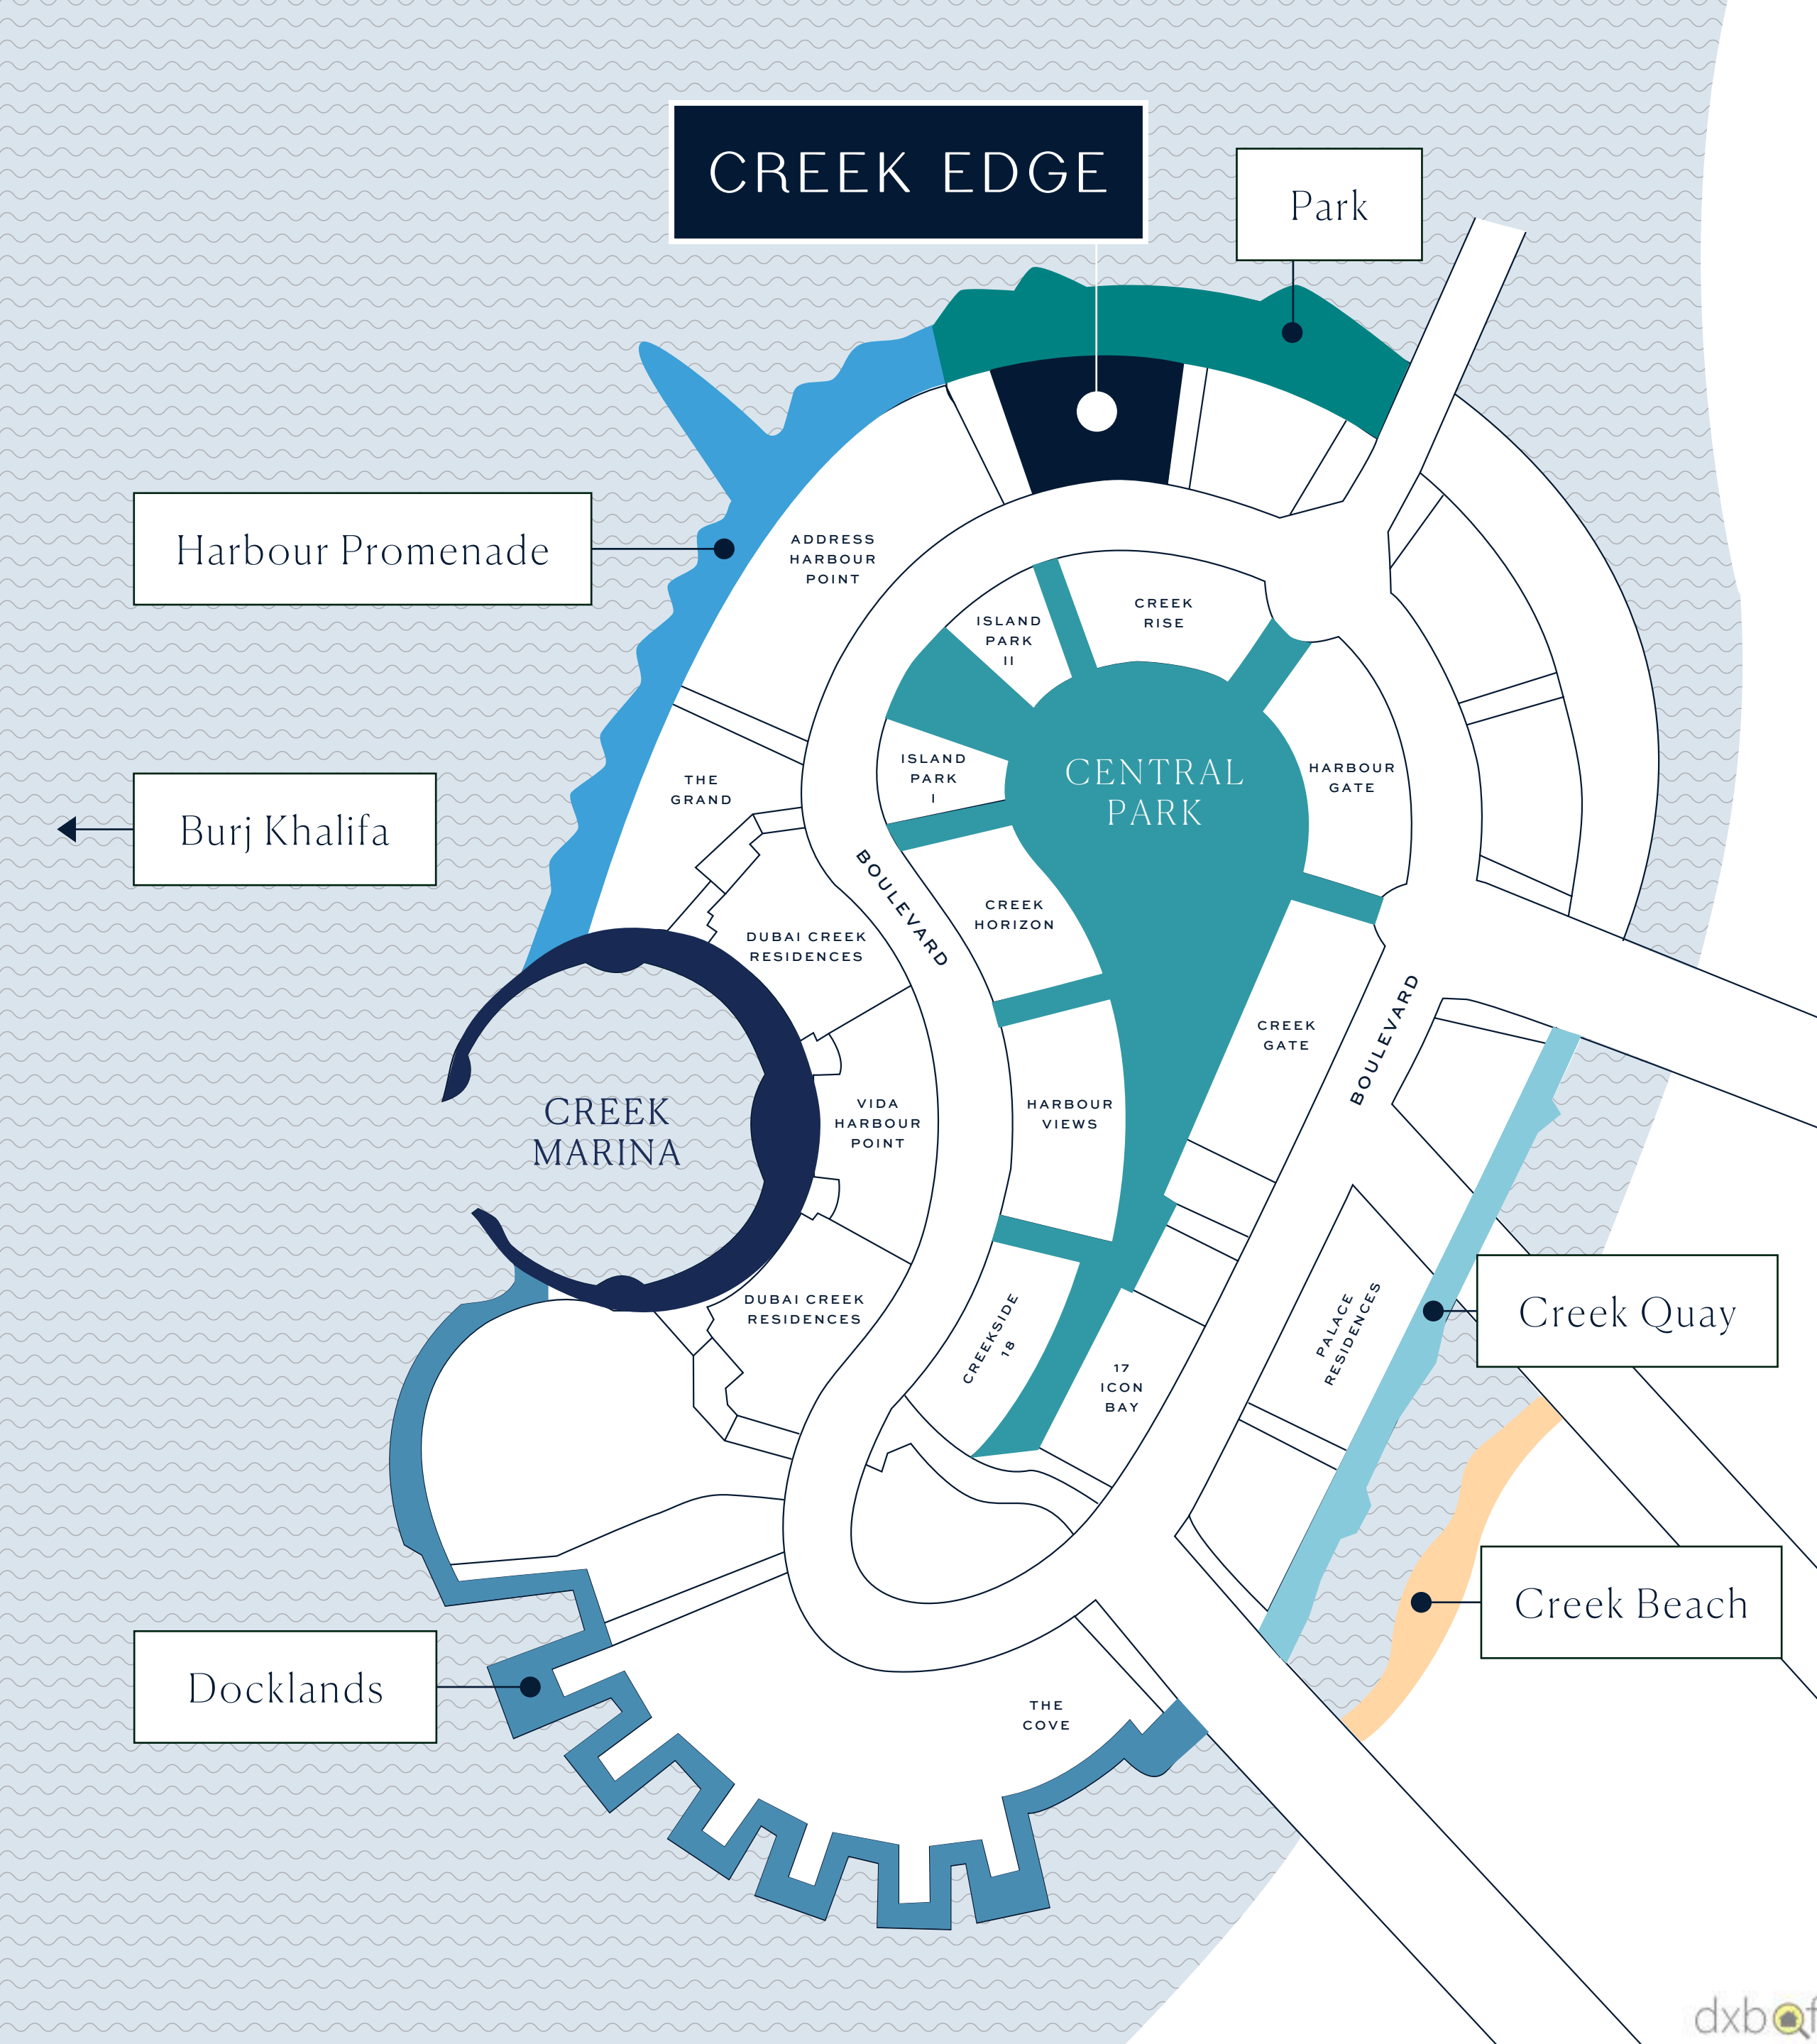 CREEK EDGE
Park
Harbour Promenade
ADDRESS
HARBOUR
POINT
CREEK
RISE
ISLAND
PARK
II
ISLAND
PARK
I
CENTRAL
PARK
HARBOUR
GATE
THE
GRAND
Burj Khalifa
BOULEVARD
CREEK
HORIZON
DUBAI CREEK
RESIDENCES
CREEK
GATE
BOULEVARD
CREEK
MARINA
VIDA
HARBOUR
POINT
HARBOUR
VIEWS
DUBAI CREEK
RESIDENCES
CREEKSIDE
18
17
ICON
BAY
PALACE
RESIDENCES
Creek Quay
Creek Beach
Docklands
THE
COVE
dxb